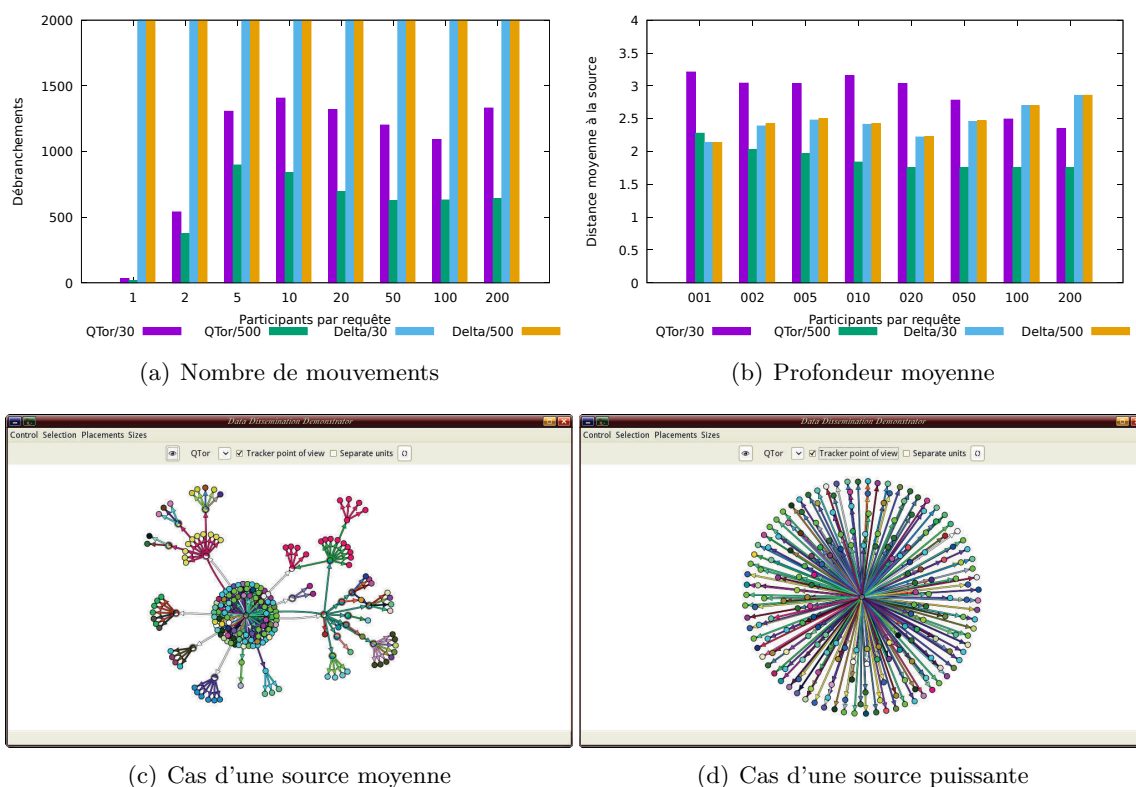 2000
1500
1000
500
0
Débranchements
1 2 5 10 20 50 100 200
Participants par requête
QTor/30 QTor/500 Delta/30 Delta/500
(a) Nombre de mouvements
4
3.5
3
2.5
2
1.5
1
0.5
0
Distance moyenne à la source
001 002 005 010 020 050 100 200
Participants par requête
QTor/30 QTor/500 Delta/30 Delta/500
(b) Profondeur moyenne
Data Dissemination Demonstrator
Control Selection Placements Sizes
QTor Tracker point of view Separate units
(c) Cas d'une source moyenne
Data Dissemination Demonstrator
Control Selection Placements Sizes
QTor Tracker point of view Separate units
(d) Cas d'une source puissante